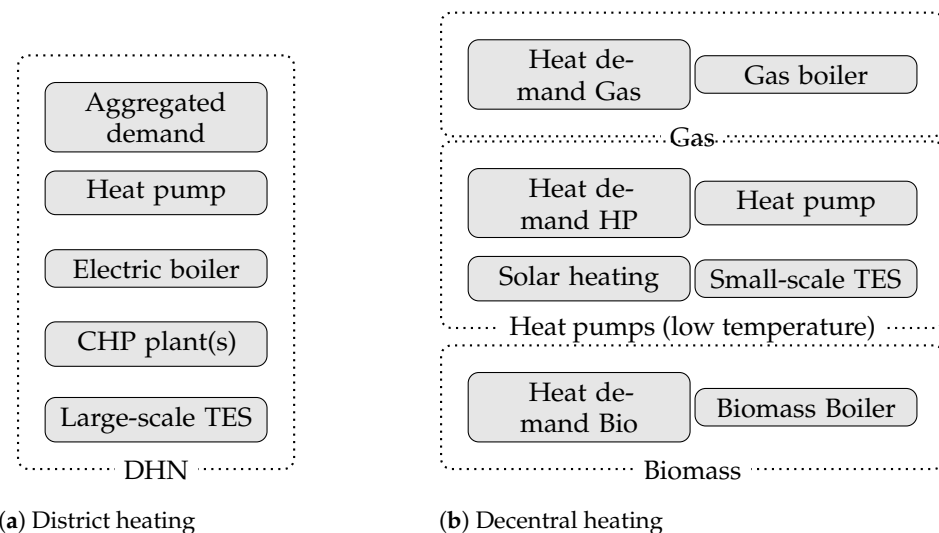 Aggregated
demand
Heat pump
Electric boiler
CHP plant(s)
Large-scale TES
DHN
(a) District heating
Heat de-
mand Gas
Gas boiler
Gas
Heat de-
mand HP
Heat pump
Solar heating
Small-scale TES
Heat pumps (low temperature)
Heat de-
mand Bio
Biomass Boiler
Biomass
(b) Decentral heating